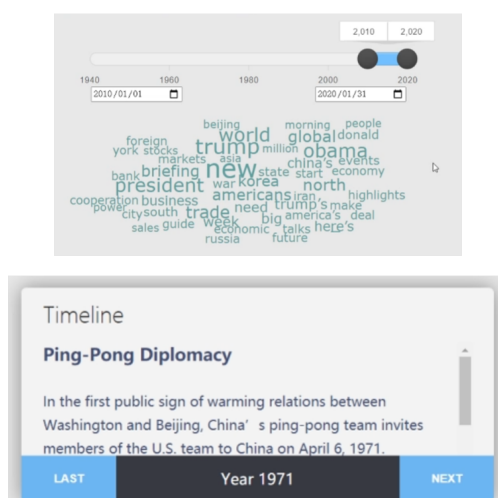 2,010 2,020
1940 1960 1980 2000 2020
2010/01/01 2020/01/31
beijing morning people
world global donald
foreign trump million obama
york stocks
markets asia china's events
bank briefing new state start economy
president war korea north
americans iran, highlights
cooperation business trump's make
power city south trade need big america's deal
week
sales guide economic talks here's
russia future
Timeline
Ping-Pong Diplomacy
In the first public sign of warming relations between
Washington and Beijing, China’s ping-pong team invites
members of the U.S. team to China on April 6, 1971.
LAST Year 1971 NEXT